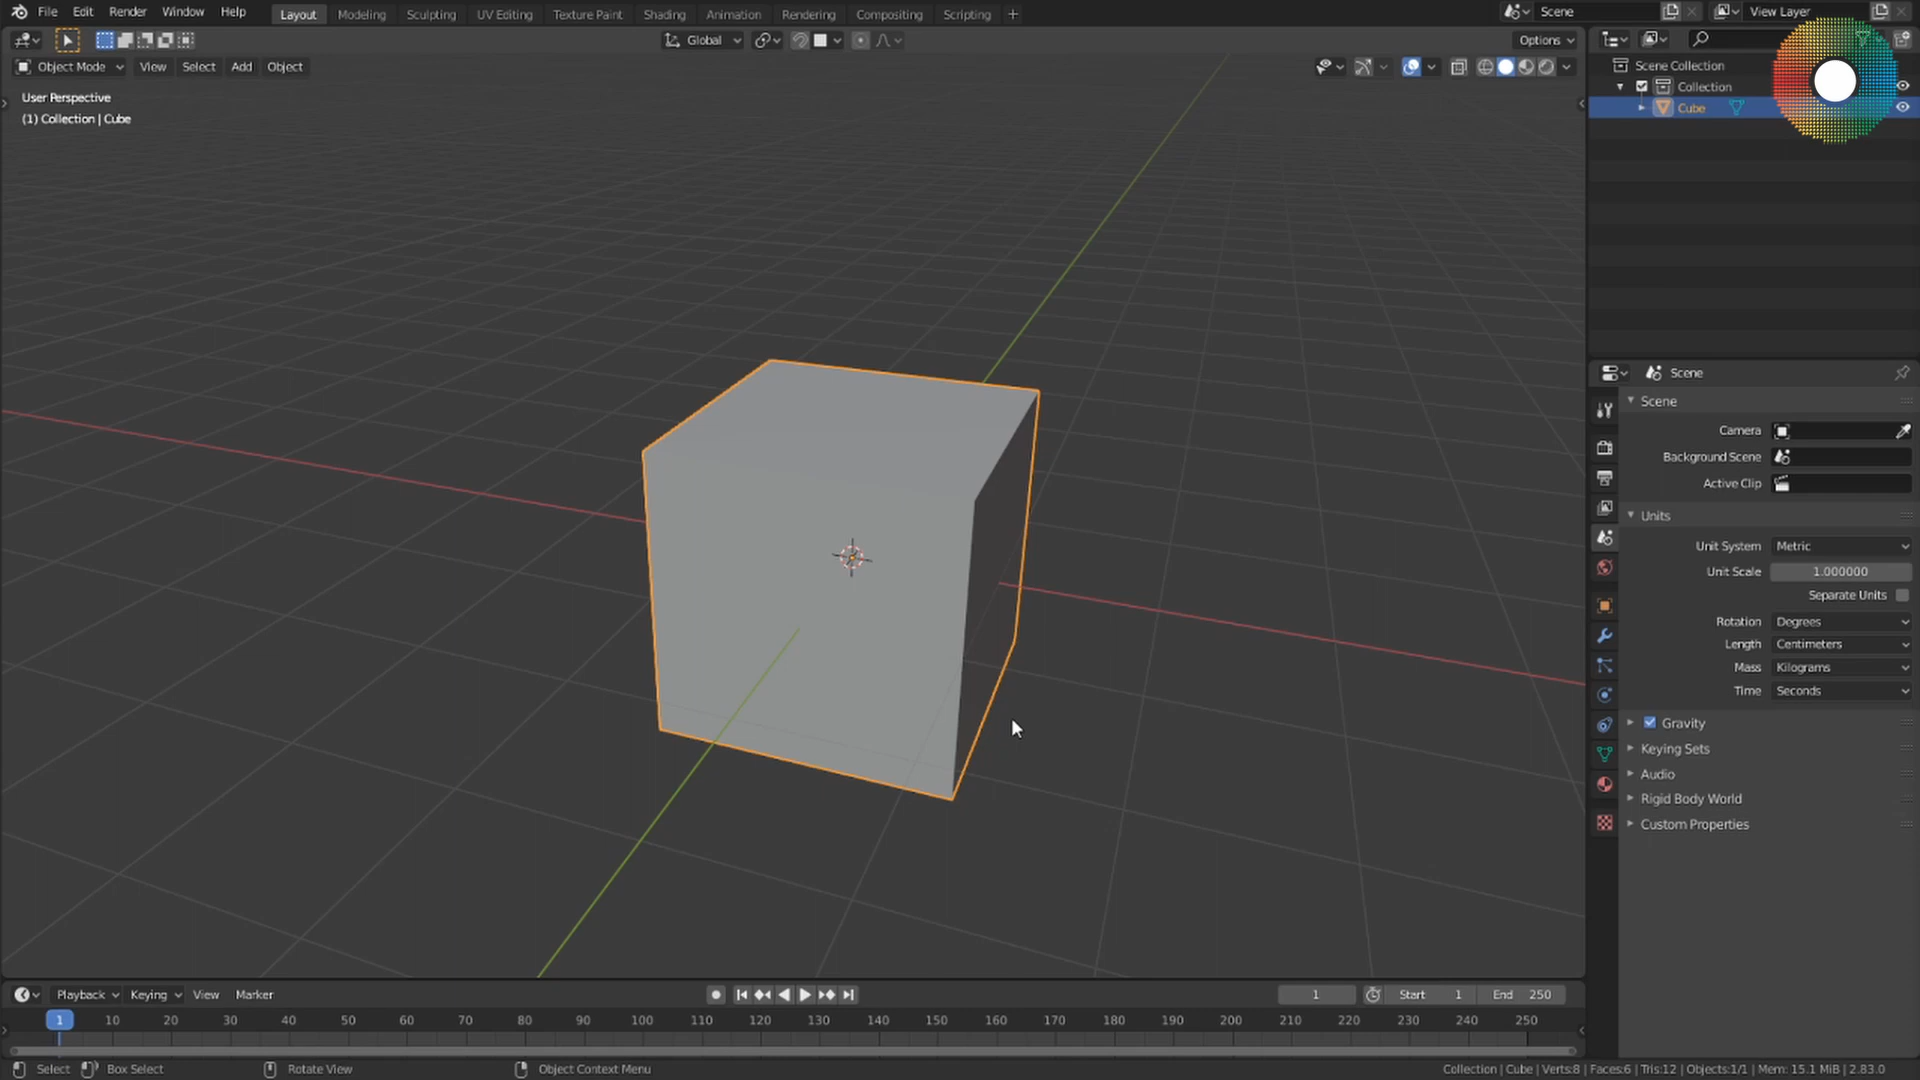 File Edit Render Window Help Layout Modeling Sculpting UV Editing Texture Paint Shading Animation Rendering Compositing Scripting + Scene View Layer
Global Options
Object Mode View Select Add Object
User Perspective
(1) Collection | Cube
Scene Collection
Collection
Cube
Scene
Scene
Camera
Background Scene
Active Clip
Units
Unit System Metric
Unit Scale 1.000000
Separate Units
Rotation Degrees
Length Centimeters
Mass Kilograms
Time Seconds
Gravity
Keying Sets
Audio
Rigid Body World
Custom Properties
Playback Keying View Marker 1 Start 1 End 250
1 10 20 30 40 50 60 70 80 90 100 110 120 130 140 150 160 170 180 190 200 210 220 230 240 250
Select Box Select Rotate View Object Context Menu Collection | Cube | Verts:8 | Faces:6 | Tris:12 | Objects:1/1 | Mem: 15.1 MiB | 2.83.0